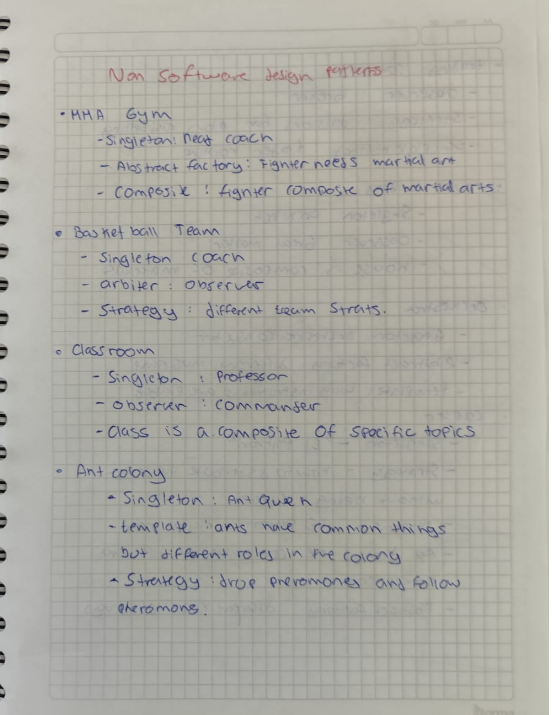 Non Software design patterns
• MMA Gym
- Singleton: head coach
- Abstract factory: Fighter needs martial art
- Composite : fighter composte of martial arts
• Basketball Team
- Singleton coach
- arbiter : observer
- Strategy : different team Strats.
• Classroom
- Singleton : Professor
- observer : commander
- Class is a composite of specific topics
• Ant colony
- Singleton : Ant Queen
- template : ants have common things
but different roles in the colony
- Strategy : drop pheromones and follow
pheromons.